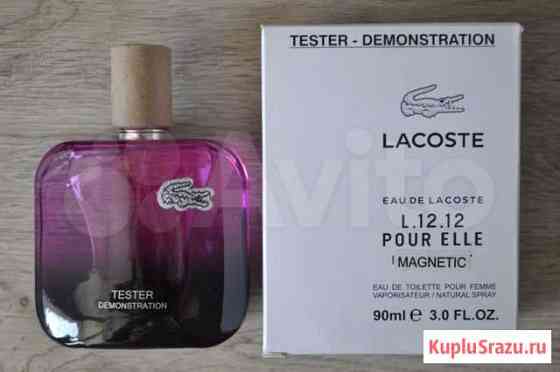 TESTER - DEMONSTRATION
LACOSTE
EAU DE LACOSTE
L.12.12
POUR ELLE
MAGNETIC
EAU DE TOILETTE POUR FEMME
VAPORISATEUR / NATURAL SPRAY
90ml e 3.0 FL.OZ.
TESTER
DEMONSTRATION
Avito
KupluSrazu.ru